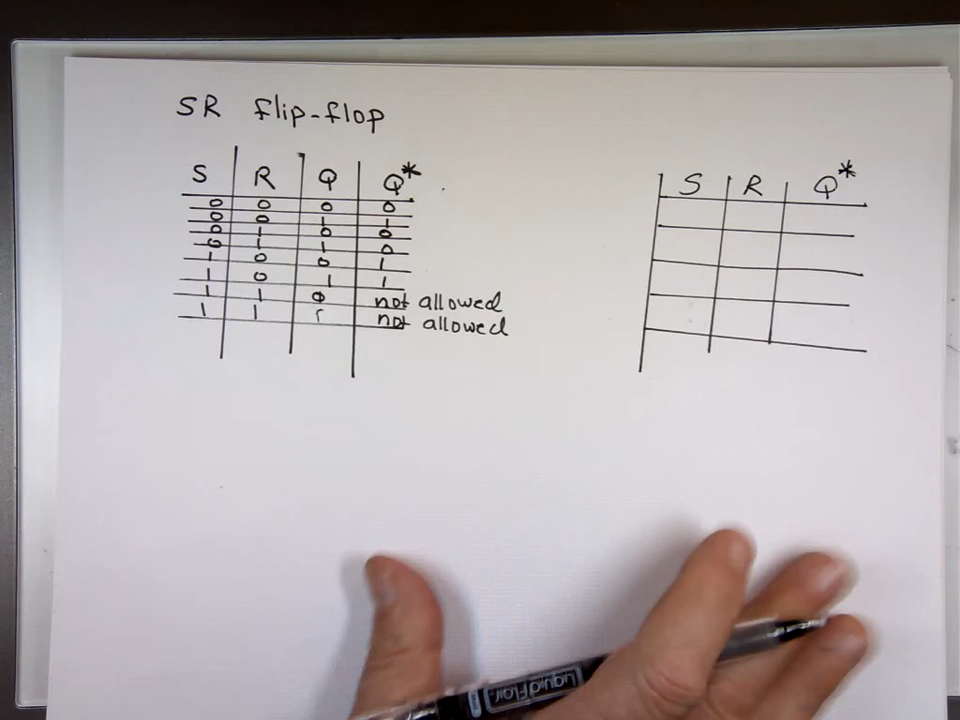 SR flip-flop
S R Q Q*
0 0 0 0
0 0 1 1
0 1 0 0
0 1 1 0
1 0 0 1
1 0 1 1
1 1 0 not allowed
1 1 not allowed
S R Q*
Liquid Flair